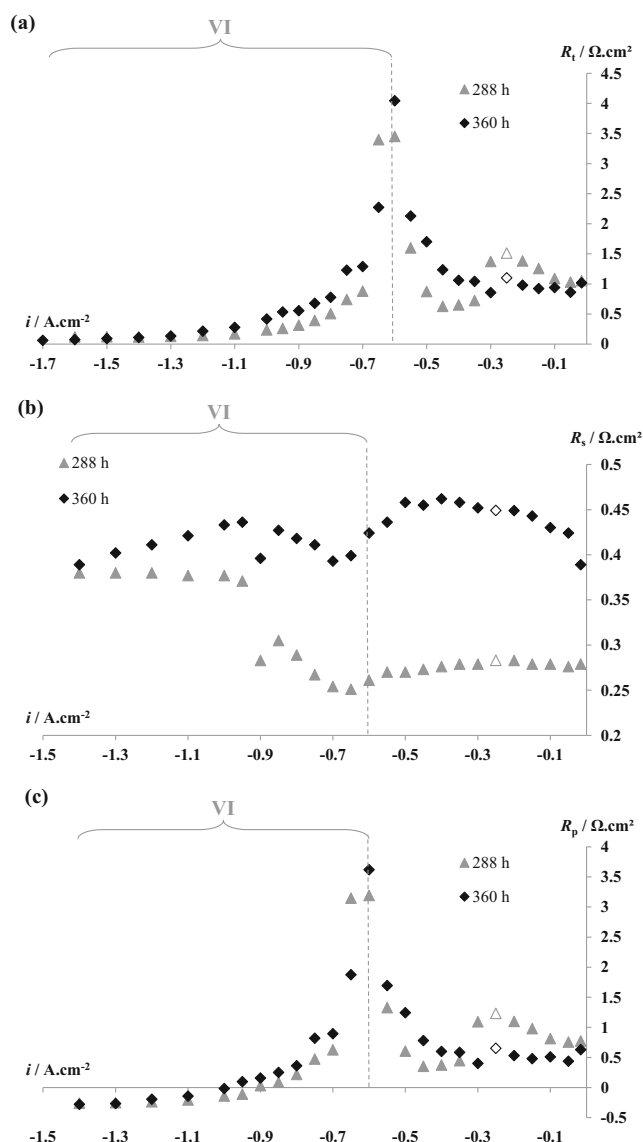 (a)
VI
Rt / Ω.cm²
288 h
360 h
4.5
4
3.5
3
2.5
2
1.5
1
0.5
0
i / A.cm-2
-1.7 -1.5 -1.3 -1.1 -0.9 -0.7 -0.5 -0.3 -0.1
(b)
VI
Rs / Ω.cm²
288 h
360 h
0.5
0.45
0.4
0.35
0.3
0.25
0.2
i / A.cm-2
-1.5 -1.3 -1.1 -0.9 -0.7 -0.5 -0.3 -0.1
(c)
VI
Rp / Ω.cm²
288 h
360 h
4
3.5
3
2.5
2
1.5
1
0.5
0
-0.5
i / A.cm-2
-1
-1.5 -1.3 -1.1 -0.9 -0.7 -0.5 -0.3 -0.1